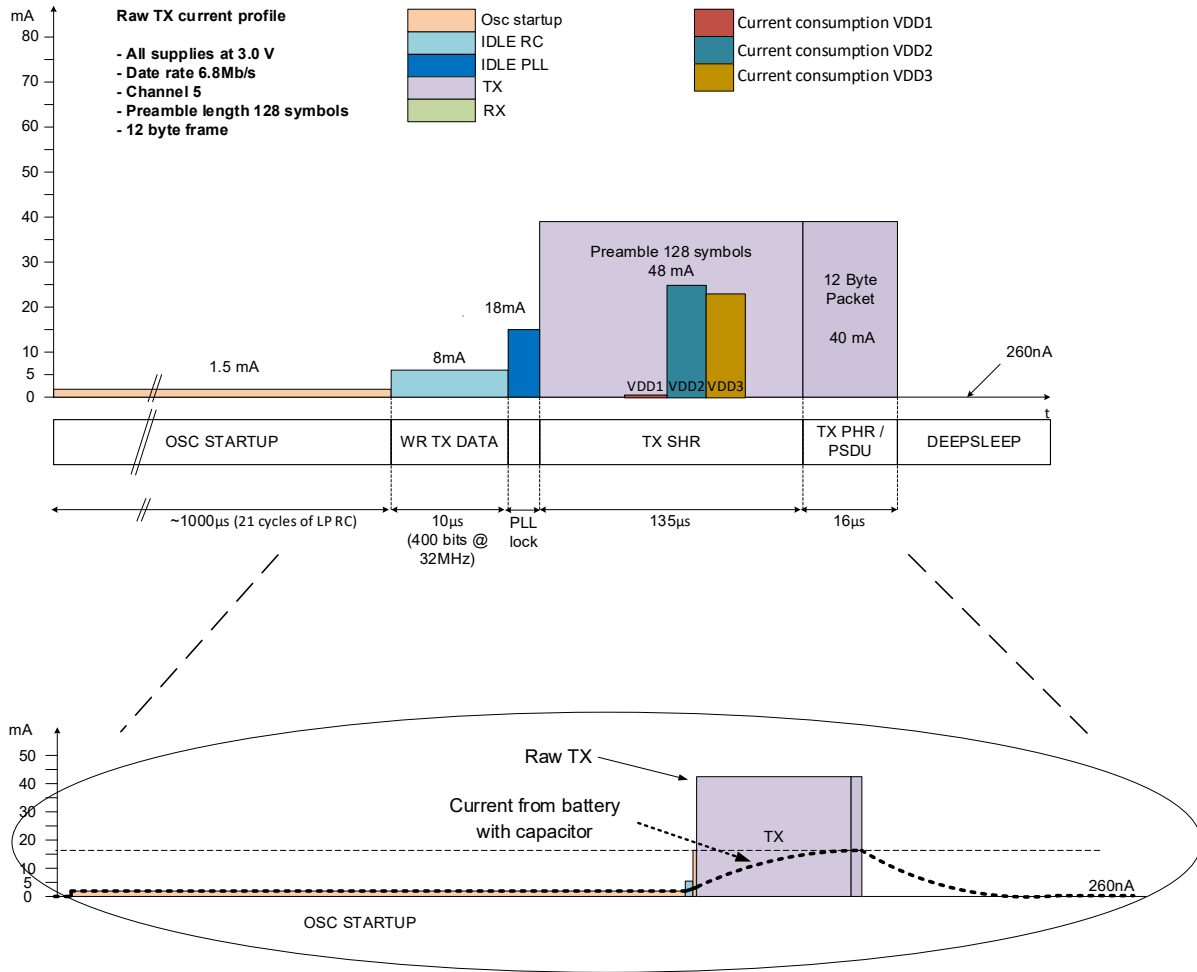 mA
80
70
60
50
40
30
20
10
5
0
Raw TX current profile
- All supplies at 3.0 V
- Date rate 6.8Mb/s
- Channel 5
- Preamble length 128 symbols
- 12 byte frame
Osc startup
IDLE RC
IDLE PLL
TX
RX
Current consumption VDD1
Current consumption VDD2
Current consumption VDD3
1.5 mA
8mA
18mA
Preamble 128 symbols
48 mA
VDD1
VDD2
VDD3
12 Byte
Packet
40 mA
260nA
t
OSC STARTUP
WR TX DATA
TX SHR
TX PHR /
PSDU
DEEPSLEEP
~1000µs (21 cycles of LP RC)
10µs
(400 bits @
32MHz)
PLL
lock
135µs
16µs
mA
50
40
30
20
10
5
0
Raw TX
Current from battery
with capacitor
TX
260nA
OSC STARTUP